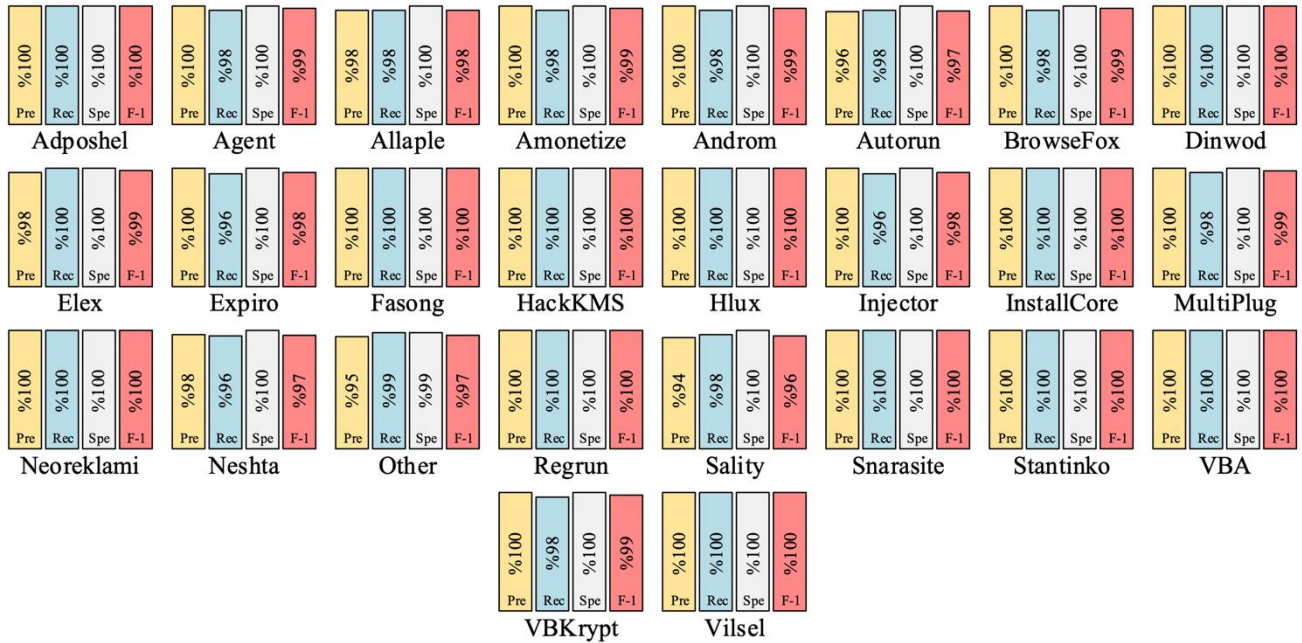 %100 %100 %100 %100 %100 %98 %100 %99 %98 %98 %100 %98 %100 %98 %100 %99 %100 %98 %100 %99 %96 %98 %100 %97 %100 %98 %100 %99 %100 %100 %100 %100
Pre Rec Spe F-1 Pre Rec Spe F-1 Pre Rec Spe F-1 Pre Rec Spe F-1 Pre Rec Spe F-1 Pre Rec Spe F-1 Pre Rec Spe F-1 Pre Rec Spe F-1
Adposhel Agent Allaple Amonetize Androm Autorun BrowseFox Dinwod
%98 %100 %100 %99 %100 %96 %100 %98 %100 %100 %100 %100 %100 %100 %100 %100 %100 %100 %100 %100 %100 %96 %100 %98 %100 %100 %100 %100 %100 %98 %100 %99
Pre Rec Spe F-1 Pre Rec Spe F-1 Pre Rec Spe F-1 Pre Rec Spe F-1 Pre Rec Spe F-1 Pre Rec Spe F-1 Pre Rec Spe F-1 Pre Rec Spe F-1
Elex Expiro Fasong HackKMS Hlux Injector InstallCore MultiPlug
%100 %100 %100 %100 %98 %96 %100 %97 %95 %99 %99 %97 %100 %100 %100 %100 %94 %98 %100 %96 %100 %100 %100 %100 %100 %100 %100 %100 %100 %100 %100 %100
Pre Rec Spe F-1 Pre Rec Spe F-1 Pre Rec Spe F-1 Pre Rec Spe F-1 Pre Rec Spe F-1 Pre Rec Spe F-1 Pre Rec Spe F-1 Pre Rec Spe F-1
Neoreklami Neshta Other Regrun Sality Snarasite Stantinko VBA
%100 %98 %100 %99 %100 %100 %100 %100
Pre Rec Spe F-1 Pre Rec Spe F-1
VBKrypt Vilsel